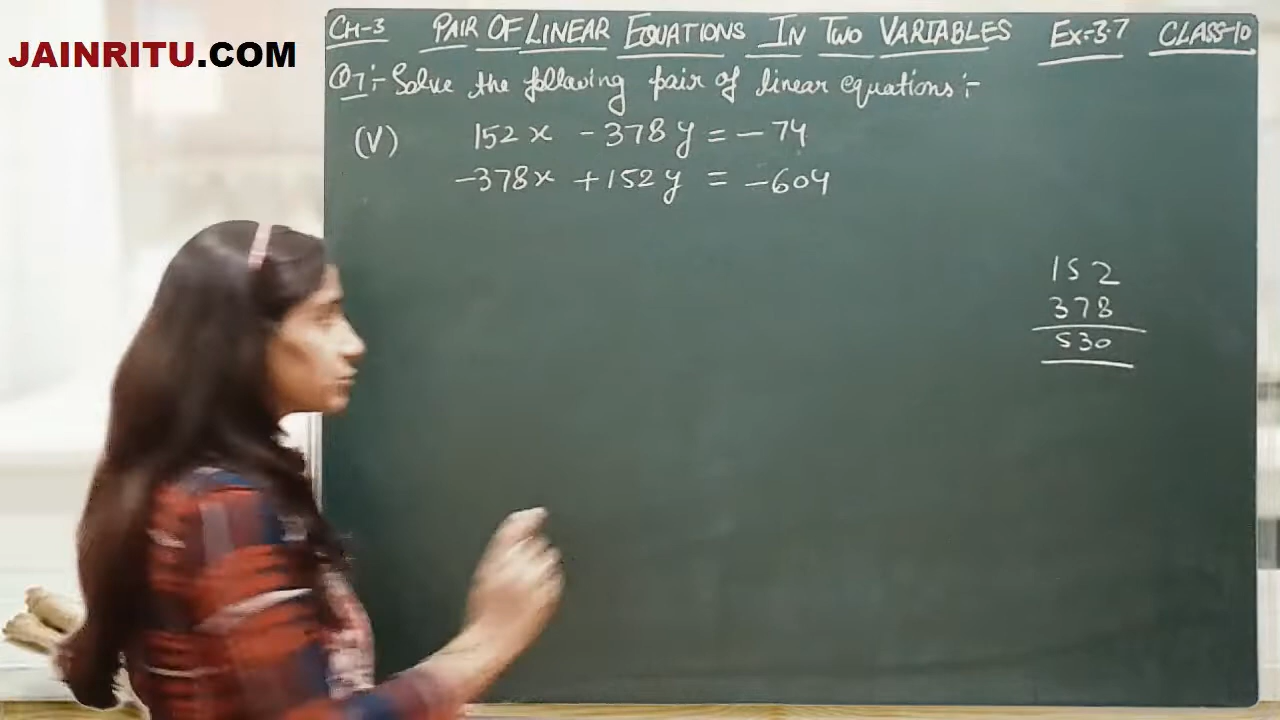 JAINRITU.COM
CH-3 PAIR OF LINEAR EQUATIONS IN TWO VARIABLES Ex-3.7 CLASS-10
Q7:- Solve the following pair of linear equations:-
(V) 152x - 378y = -74
-378x + 152y = -604
152
378
530